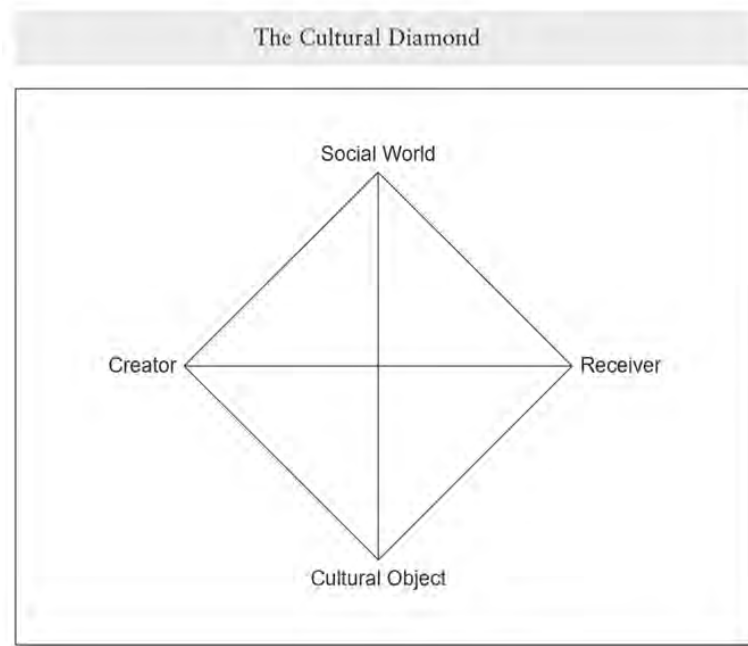 The Cultural Diamond
Social World
Creator
Receiver
Cultural Object